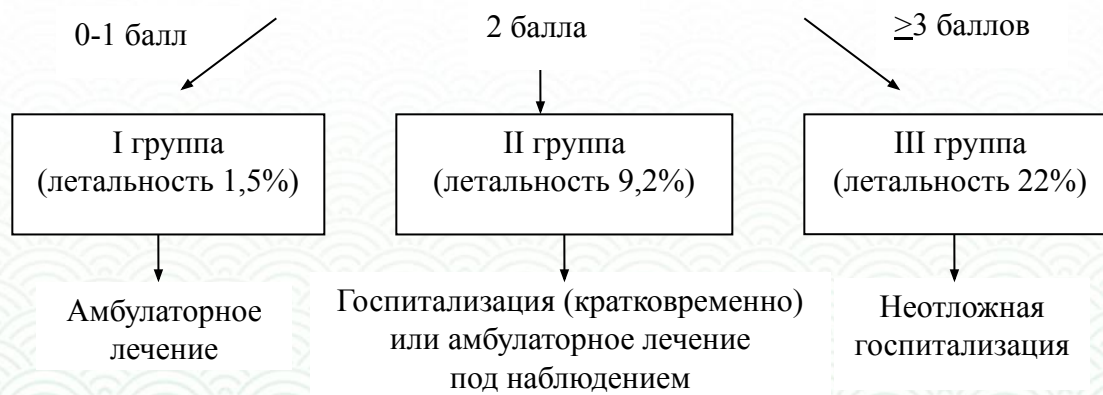 0-1 балл
2 балла
≥3 баллов
I группа
(летальность 1,5%)
II группа
(летальность 9,2%)
III группа
(летальность 22%)
Амбулаторное
лечение
Госпитализация (кратковременно)
или амбулаторное лечение
под наблюдением
Неотложная
госпитализация